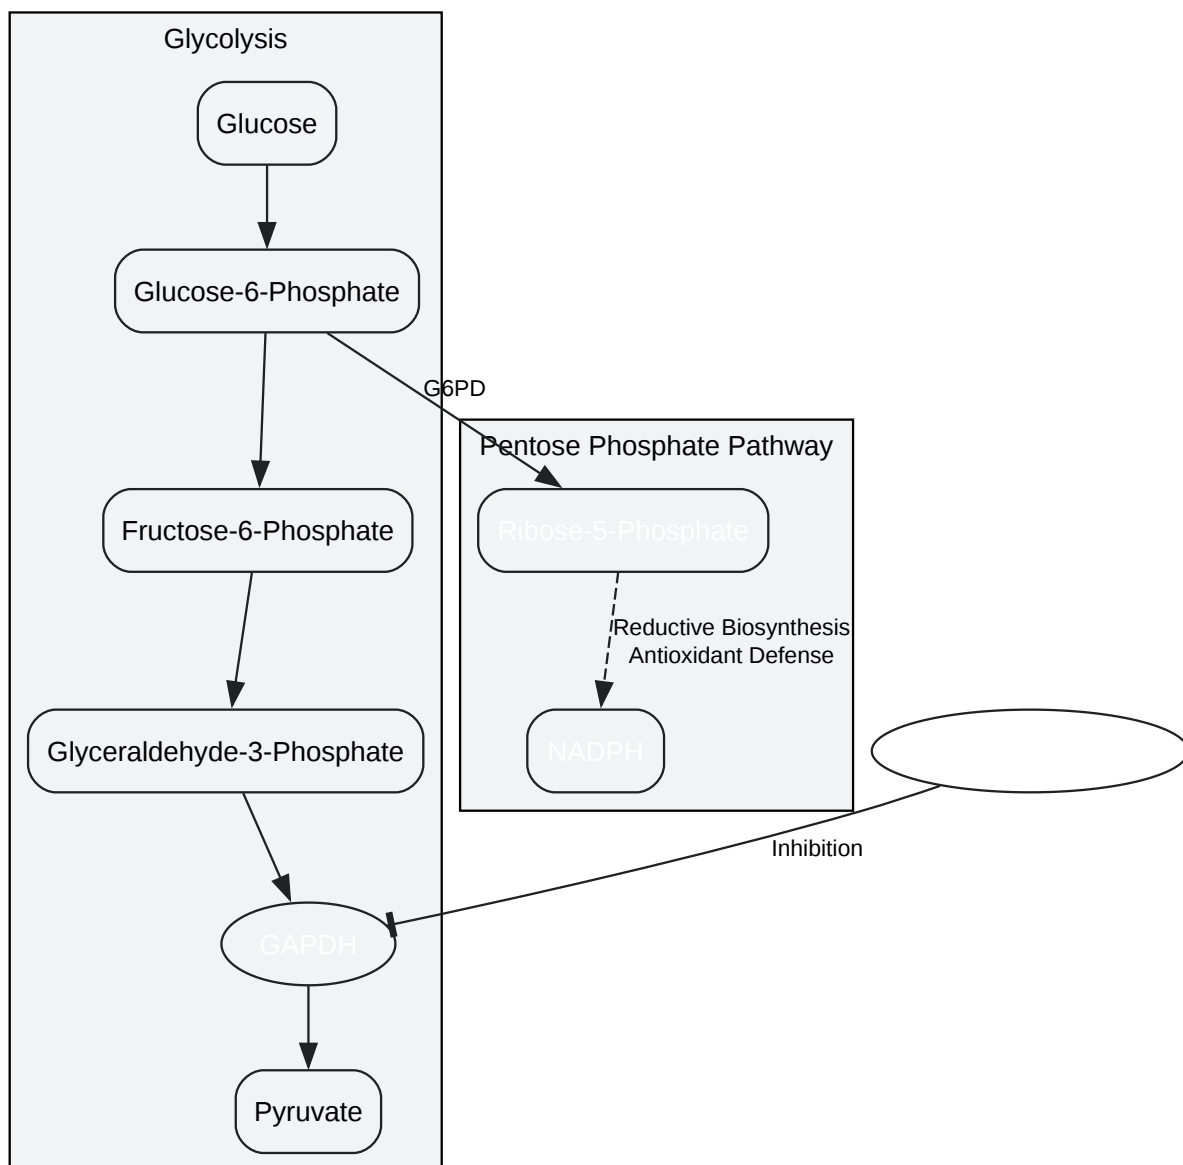 Glycolysis
Glucose
Glucose-6-Phosphate
G6PD
Pentose Phosphate Pathway
Fructose-6-Phosphate
Ribose-5-Phosphate
Reductive Biosynthesis
Antioxidant Defense
Glyceraldehyde-3-Phosphate
NADPH
Inhibition
GAPDH
Pyruvate